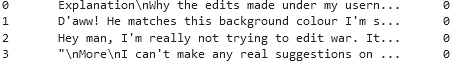 0 Explanation\nWhy the edits made under my usern... 0
1 D'aww! He matches this background colour I'm s... 0
2 Hey man, I'm really not trying to edit war. It... 0
3 "\nMore\nI can't make any real suggestions on ... 0